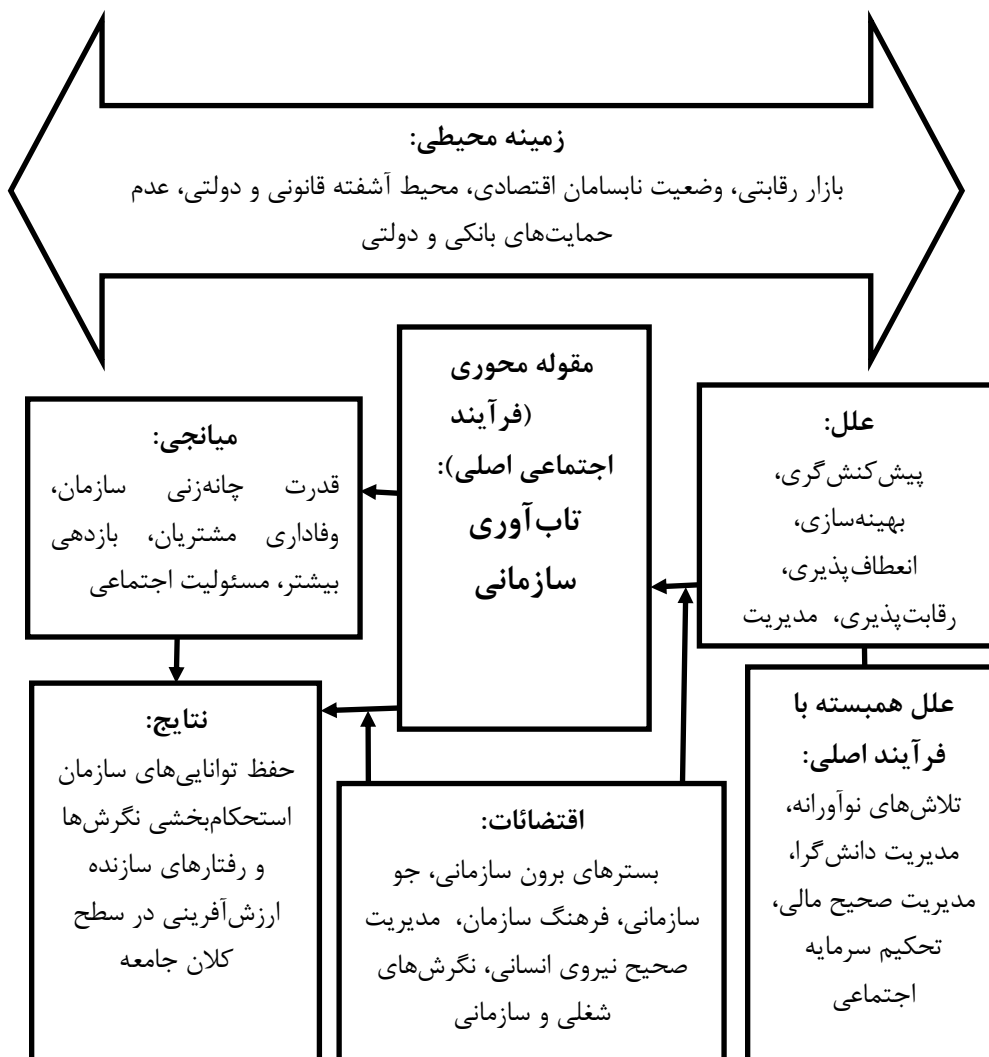 زمینه محیطی:
بازار رقابتی، وضعیت نابسامان اقتصادی، محیط آشفته قانونی و دولتی، عدم
حمایت‌های بانکی و دولتی
مقوله محوری
(فرآیند
اجتماعی اصلی):
تاب‌آوری
سازمانی
علل:
پیش‌کنش‌گری،
بهینه‌سازی،
انعطاف‌پذیری،
رقابت‌پذیری، مدیریت
میانجی:
قدرت چانه‌زنی سازمان،
وفاداری مشتریان، بازدهی
بیشتر، مسئولیت اجتماعی
علل همبسته با
فرآیند اصلی:
تلاش‌های نوآورانه،
مدیریت دانش‌گرا،
مدیریت صحیح مالی،
تحکیم سرمایه
اجتماعی
اقتضائات:
بسترهای برون سازمانی، جو
سازمانی، فرهنگ سازمان، مدیریت
صحیح نیروی انسانی، نگرش‌های
شغلی و سازمانی
نتایج:
حفظ توانایی‌های سازمان
استحکام‌بخشی نگرش‌ها
و رفتارهای سازنده
ارزش‌آفرینی در سطح
کلان جامعه